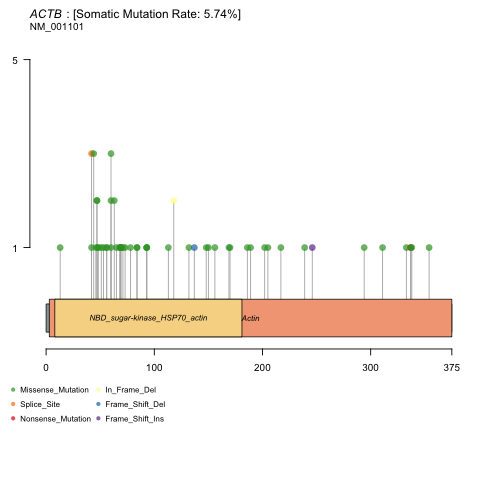 ACTB : [Somatic Mutation Rate: 5.74%]
NM_001101
5
1
NBD_sugar-kinase_HSP70_actin
Actin
0 100 200 300 375
Missense_Mutation In_Frame_Del
Splice_Site Frame_Shift_Del
Nonsense_Mutation Frame_Shift_Ins